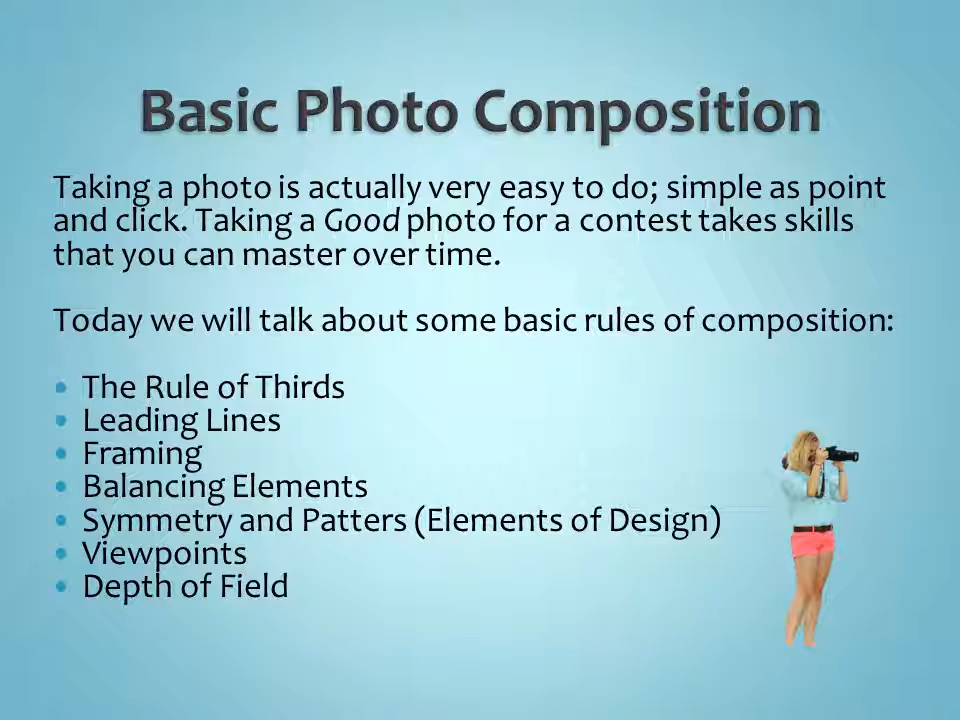 Basic Photo Composition
Taking a photo is actually very easy to do; simple as point
and click. Taking a Good photo for a contest takes skills
that you can master over time.
Today we will talk about some basic rules of composition:
• The Rule of Thirds
• Leading Lines
• Framing
• Balancing Elements
• Symmetry and Patters (Elements of Design)
• Viewpoints
• Depth of Field